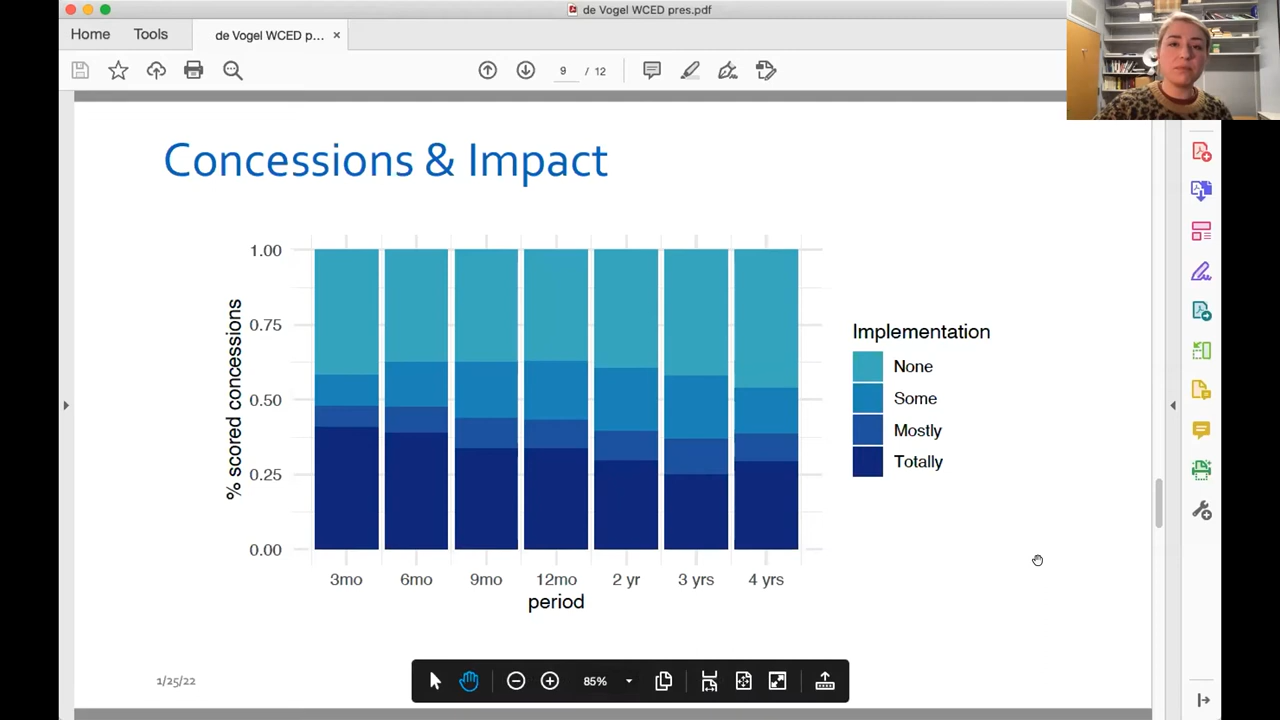 de Vogel WCED pres.pdf
Home
Tools
de Vogel WCED p... ×
9 / 12
Concessions & Impact
% scored concessions
1.00
0.75
0.50
0.25
0.00
3mo 6mo 9mo 12mo 2 yr 3 yrs 4 yrs
period
Implementation
None
Some
Mostly
Totally
1/25/22
85%